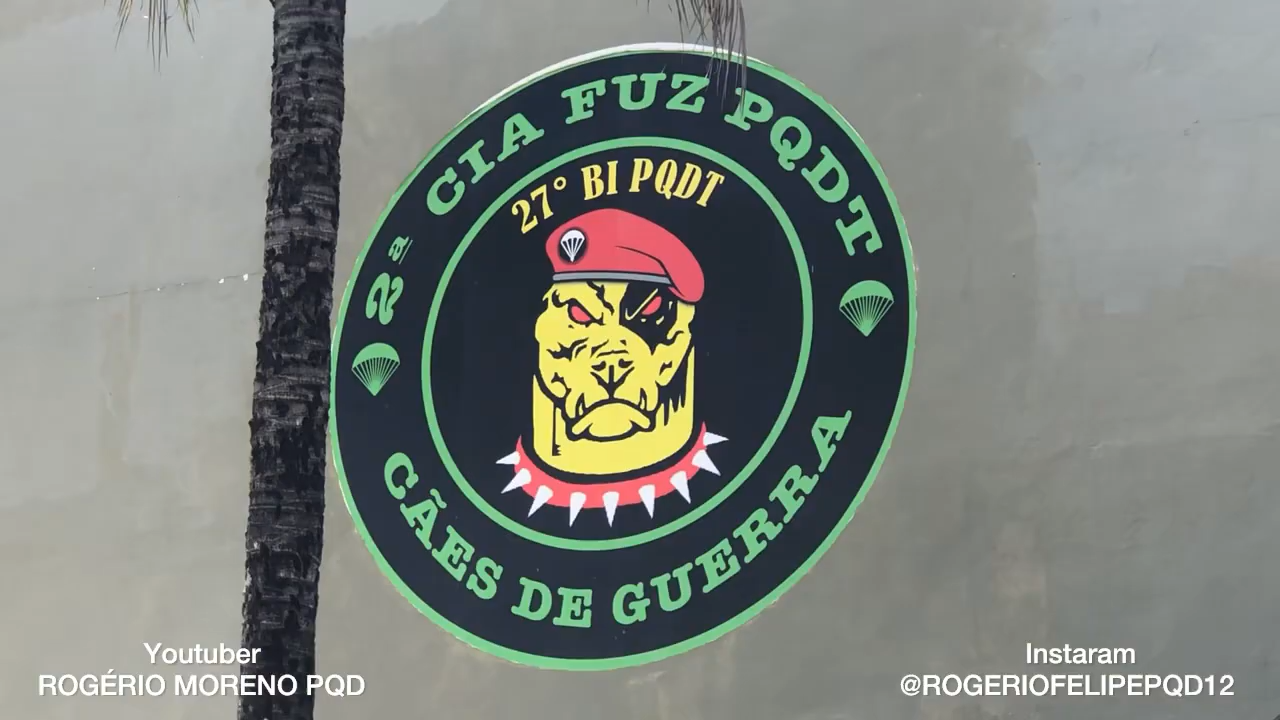 2ª CIA FUZ PQDT
27° BI PQDT
CÃES DE GUERRA
Youtuber
ROGÉRIO MORENO PQD
Instaram
@ROGERIOFELIPEPQD12